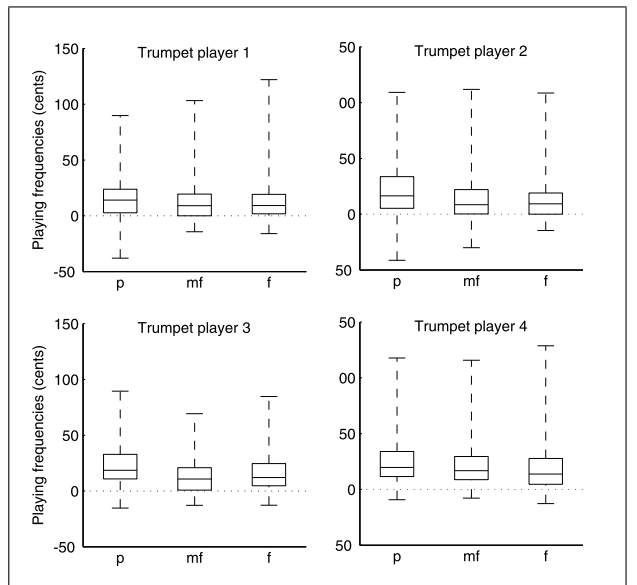 Trumpet player 1
150
100
50
0
-50
Playing frequencies (cents)
p mf f
Trumpet player 2
50
00
50
0
50
p mf f
Trumpet player 3
150
100
50
0
-50
Playing frequencies (cents)
p mf f
Trumpet player 4
50
00
50
0
50
p mf f